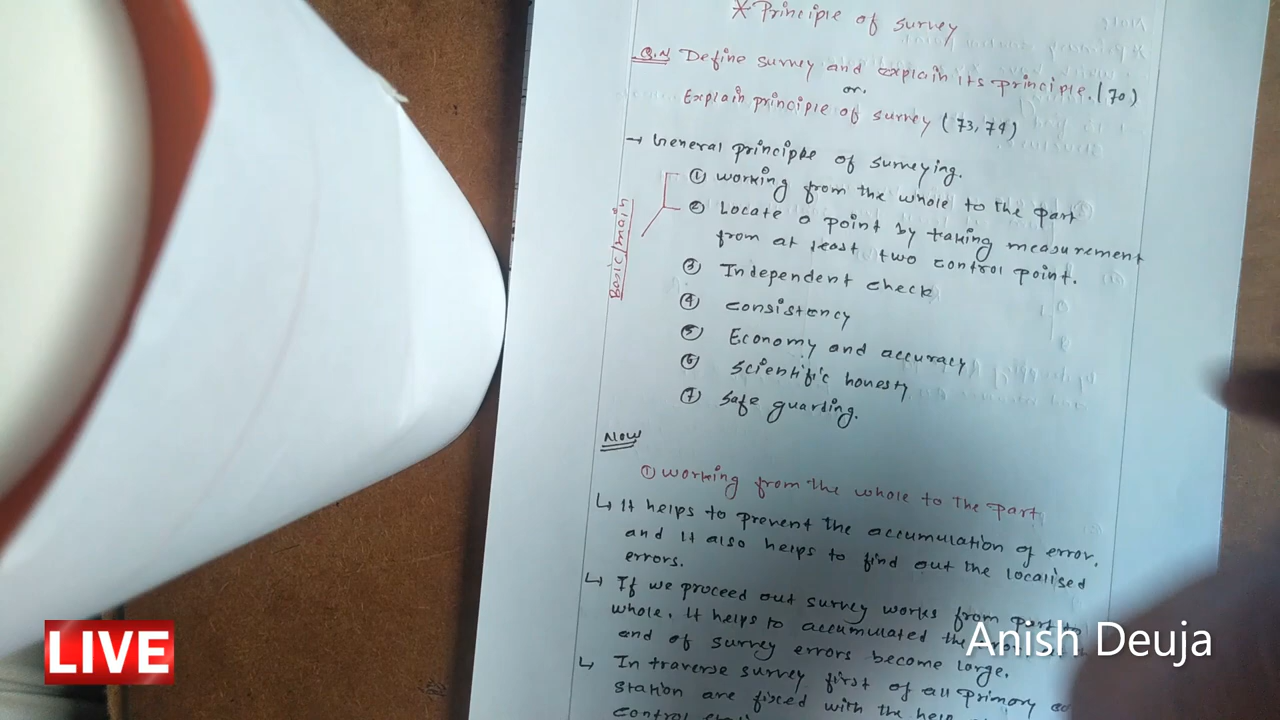 * Principle of survey
Q.N Define survey and explain its principle. (70)
or.
Explain principle of survey (73, 74)
→ General principle of surveying.
① working from the whole to the part
② Locate a point by taking measurement
from at least two control point.
Basic/main
③ Independent check
④ consistency
⑤ Economy and accuracy
⑥ scientific honesty
⑦ safe guarding.
Now
① working from the whole to the part
↳ It helps to prevent the accumulation of error.
and it also helps to find out the localised
errors.
↳ If we proceed out survey works from part to
whole. It helps to accumulated the
and of survey errors become large.
↳ In traverse survey first of all primary
station are fixed with the help
control
LIVE
Anish Deuja